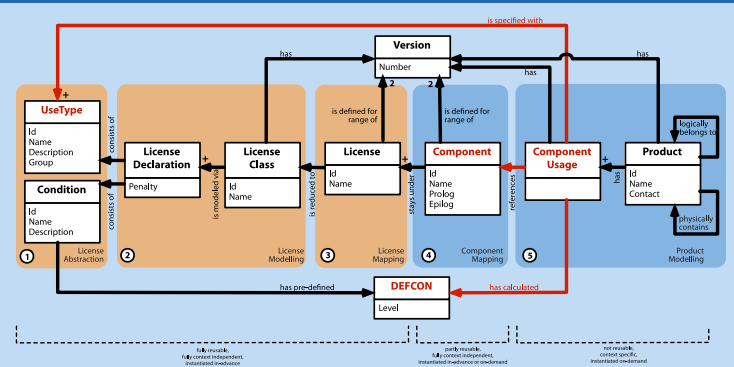 is specified with
Version
Number
has
has
has
2
2
+
UseType
Id
Name
Description
Group
consists of
License
Declaration
Penalty
+
is modeled via
License
Class
Id
Name
is defined for
range of
License
Id
Name
is reduced to
is defined for
range of
Component
Id
Name
Prolog
Epilog
+
stays under
Component
Usage
references
+
has
Product
Id
Name
Contact
logically
belongs to
physically
contains
Condition
Id
Name
Description
consists of
1
License
Abstraction
2
License
Modelling
3
License
Mapping
4
Component
Mapping
5
Product
Modelling
has pre-defined
DEFCON
Level
has calculated
fully reusable,
fully context independent,
instantiated in-advance
partly reusable,
fully context independent,
instantiated in-advance or on-demand
not reusable,
context specific,
instantiated on-demand